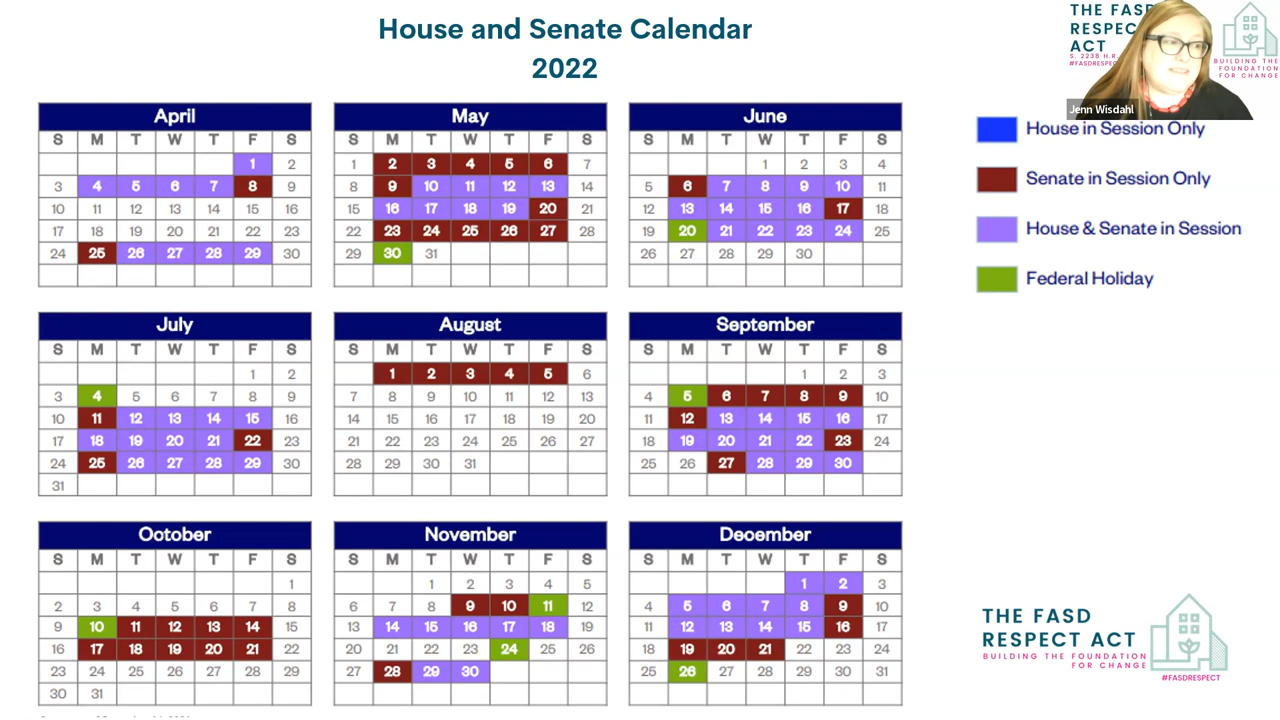 House and Senate Calendar
2022
THE FASD
RESPEC
ACT
S. 2238 H.R.
#FASDRESPEC
BUILDING THE
FOUNDATION
FOR CHANGE
Jenn Wisdahl
House in Session Only
Senate in Session Only
House & Senate in Session
Federal Holiday
April
S M T W T F S
1 2
3 4 5 6 7 8 9
10 11 12 13 14 15 16
17 18 19 20 21 22 23
24 25 26 27 28 29 30
May
S M T W T F S
1 2 3 4 5 6 7
8 9 10 11 12 13 14
15 16 17 18 19 20 21
22 23 24 25 26 27 28
29 30 31
June
S M T W T F S
1 2 3 4
5 6 7 8 9 10 11
12 13 14 15 16 17 18
19 20 21 22 23 24 25
26 27 28 29 30
July
S M T W T F S
1 2
3 4 5 6 7 8 9
10 11 12 13 14 15 16
17 18 19 20 21 22 23
24 25 26 27 28 29 30
31
August
S M T W T F S
1 2 3 4 5 6
7 8 9 10 11 12 13
14 15 16 17 18 19 20
21 22 23 24 25 26 27
28 29 30 31
September
S M T W T F S
1 2 3
4 5 6 7 8 9 10
11 12 13 14 15 16 17
18 19 20 21 22 23 24
25 26 27 28 29 30
October
S M T W T F S
1
2 3 4 5 6 7 8
9 10 11 12 13 14 15
16 17 18 19 20 21 22
23 24 25 26 27 28 29
30 31
November
S M T W T F S
1 2 3 4 5
6 7 8 9 10 11 12
13 14 15 16 17 18 19
20 21 22 23 24 25 26
27 28 29 30
December
S M T W T F S
1 2 3
4 5 6 7 8 9 10
11 12 13 14 15 16 17
18 19 20 21 22 23 24
25 26 27 28 29 30 31
THE FASD
RESPECT ACT
BUILDING THE FOUNDATION
FOR CHANGE
#FASDRESPECT